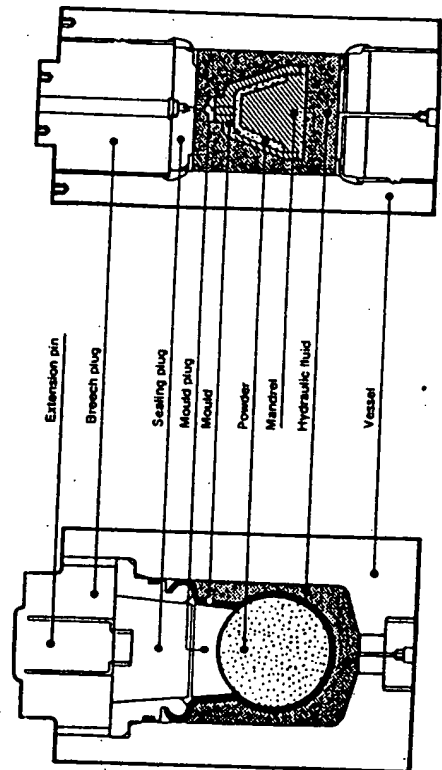 Extension pin
Breech plug
Sealing plug
Mould plug
Mould
Powder
Mandrel
Hydraulic fluid
Vessel